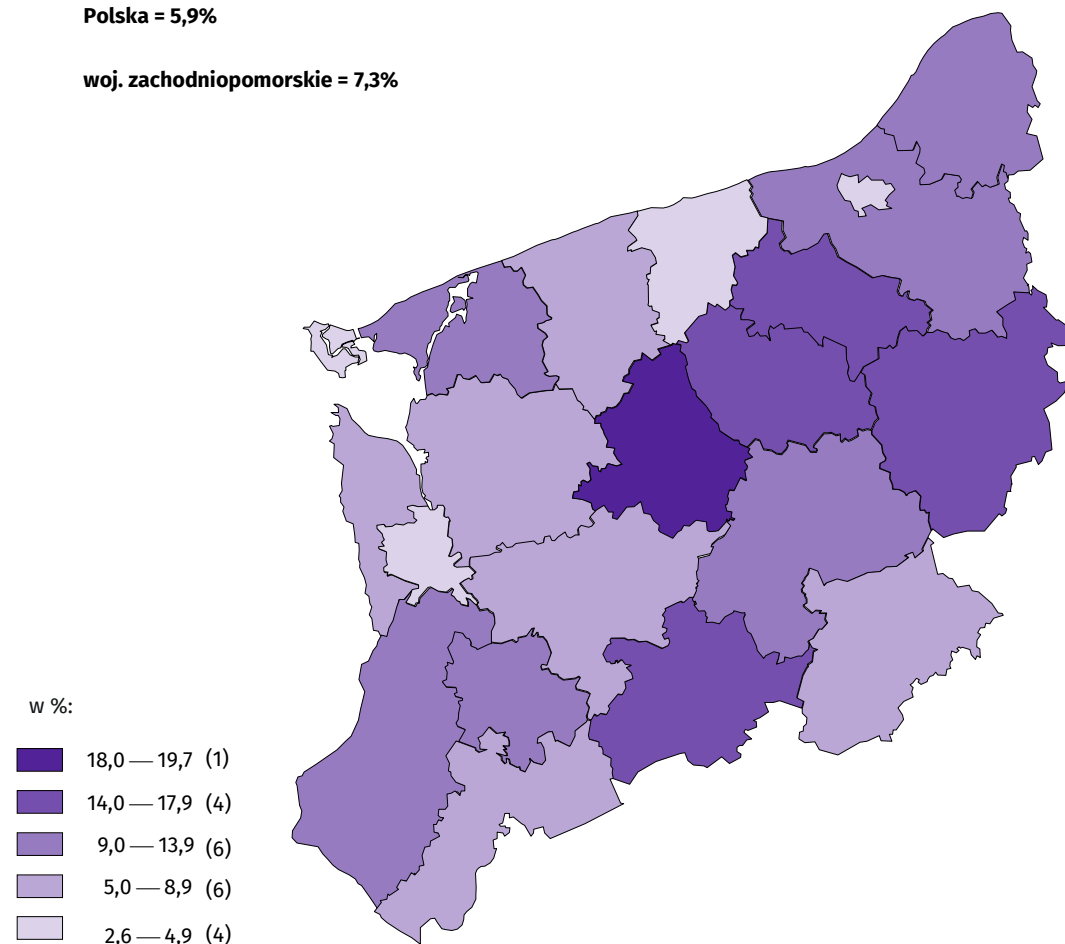 Polska = 5,9%
woj. zachodniopomorskie = 7,3%
w %:
18,0 — 19,7 (1)
14,0 — 17,9 (4)
9,0 — 13,9 (6)
5,0 — 8,9 (6)
2,6 — 4,9 (4)